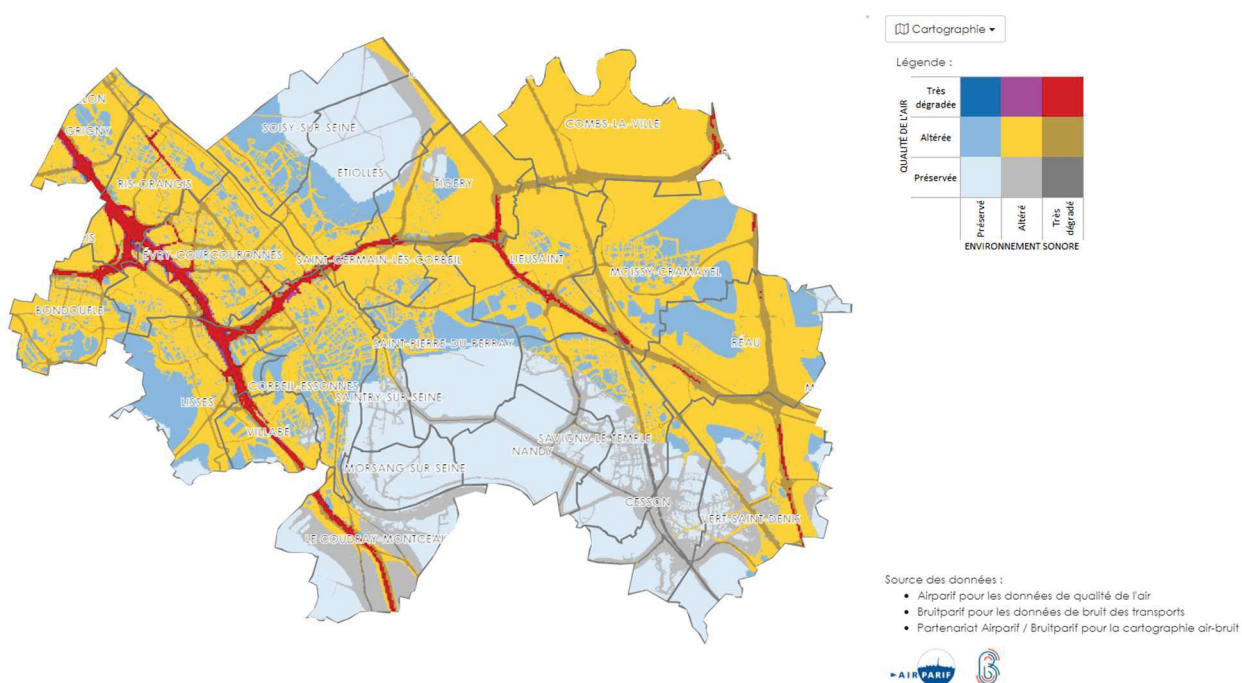 Cartographie
Légende :
QUALITÉ DE L'AIR
Très
dégradée
Altérée
Préservée
Préservé
Altéré
Très
dégradé
ENVIRONNEMENT SONORE
GRIGNY
SOISY-SUR-SEINE
COMBS-LA-VILLE
ETIOLLES
TIGERY
RIS-ORANGIS
ÉVRY-COURCOURONNES
SAINT-GERMAIN-LÈS-CORBEIL
LIEUSAINT
MOISSY-CRAMAYEL
BONDOUFLE
SAINT-PIERRE-DU-PERRAY
RÉAU
CORBEIL-ESSONNES
SAINTRY-SUR-SEINE
LISSES
VILLABÉ
SAVIGNY-LE-TEMPLE
NANDY
MORSANG-SUR-SEINE
CESSON
VERT-SAINT-DENIS
LE COUDRAY-MONTCEAU
Source des données :
• Airparif pour les données de qualité de l'air
• Bruitparif pour les données de bruit des transports
• Partenariat Airparif / Bruitparif pour la cartographie air-bruit
AIRPARIF